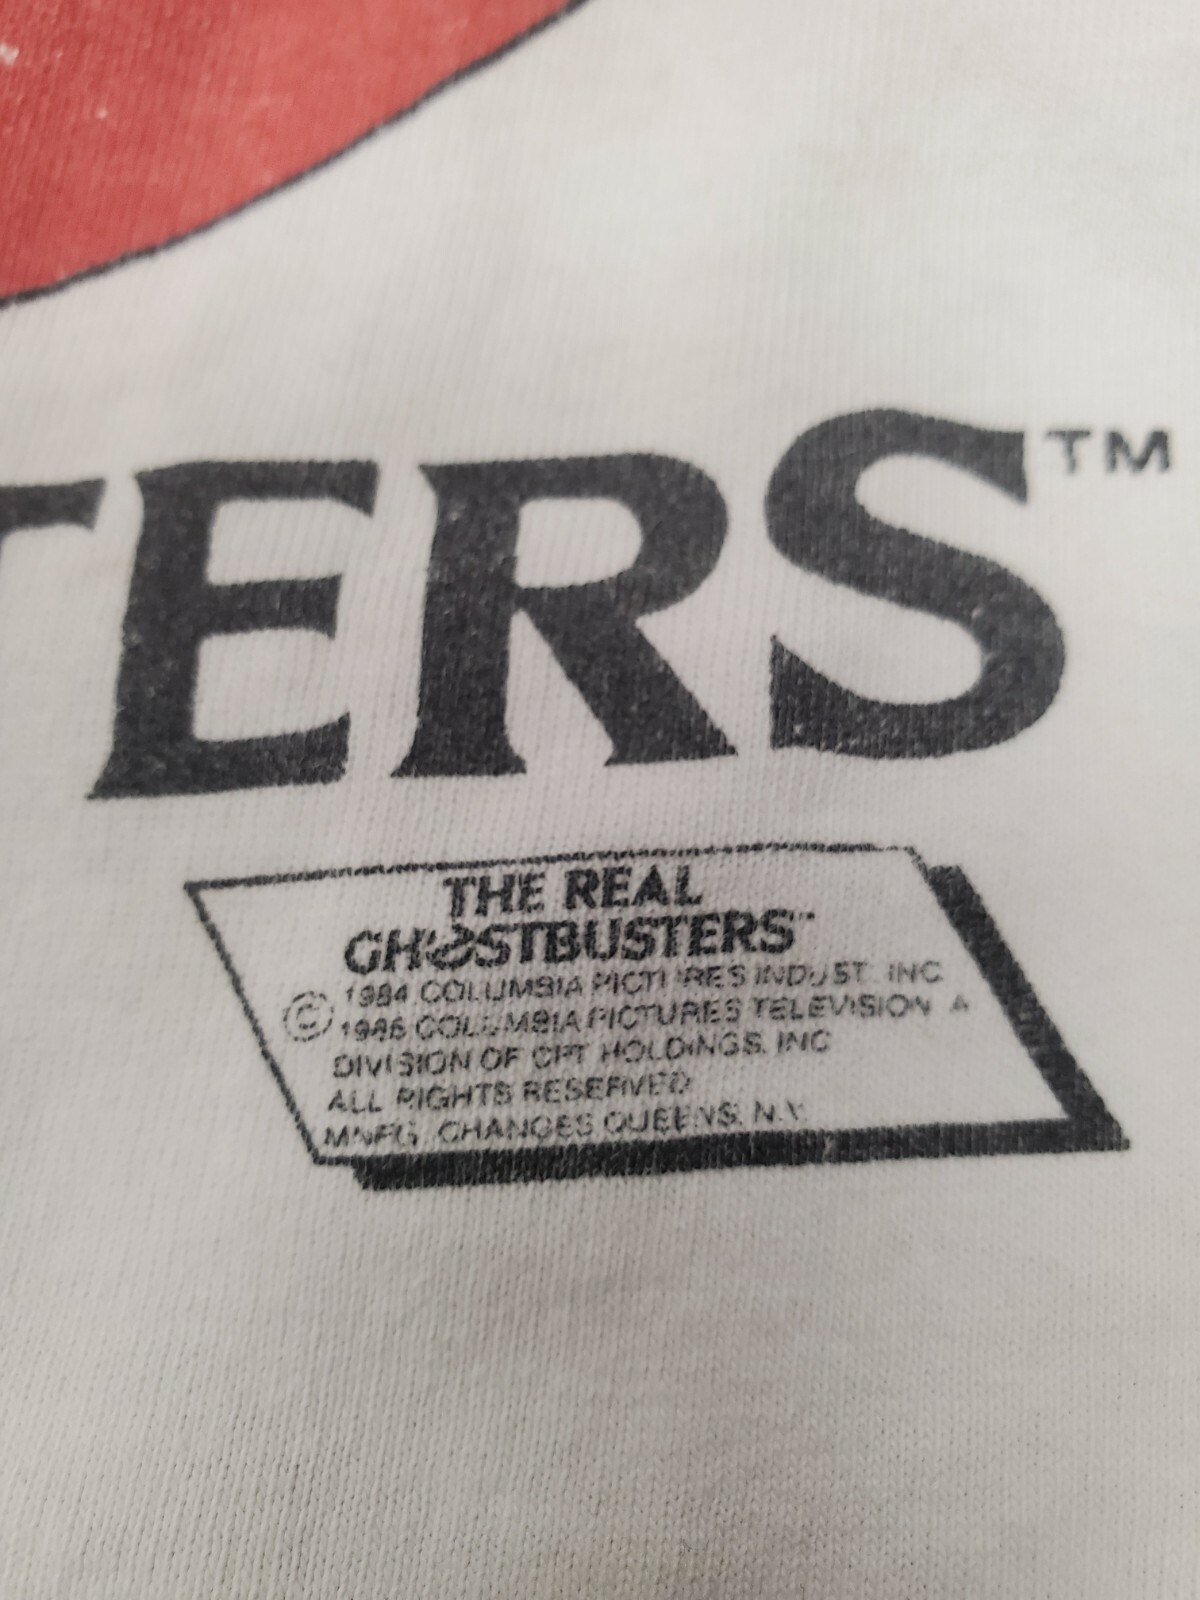 TERS™
THE REAL
GHOSTBUSTERS™
© 1984 COLUMBIA PICTURES INDUST. INC
1986 COLUMBIA PICTURES TELEVISION A
DIVISION OF CPT HOLDINGS, INC
ALL RIGHTS RESERVED
MNFG. CHANGES QUEENS, N.Y.